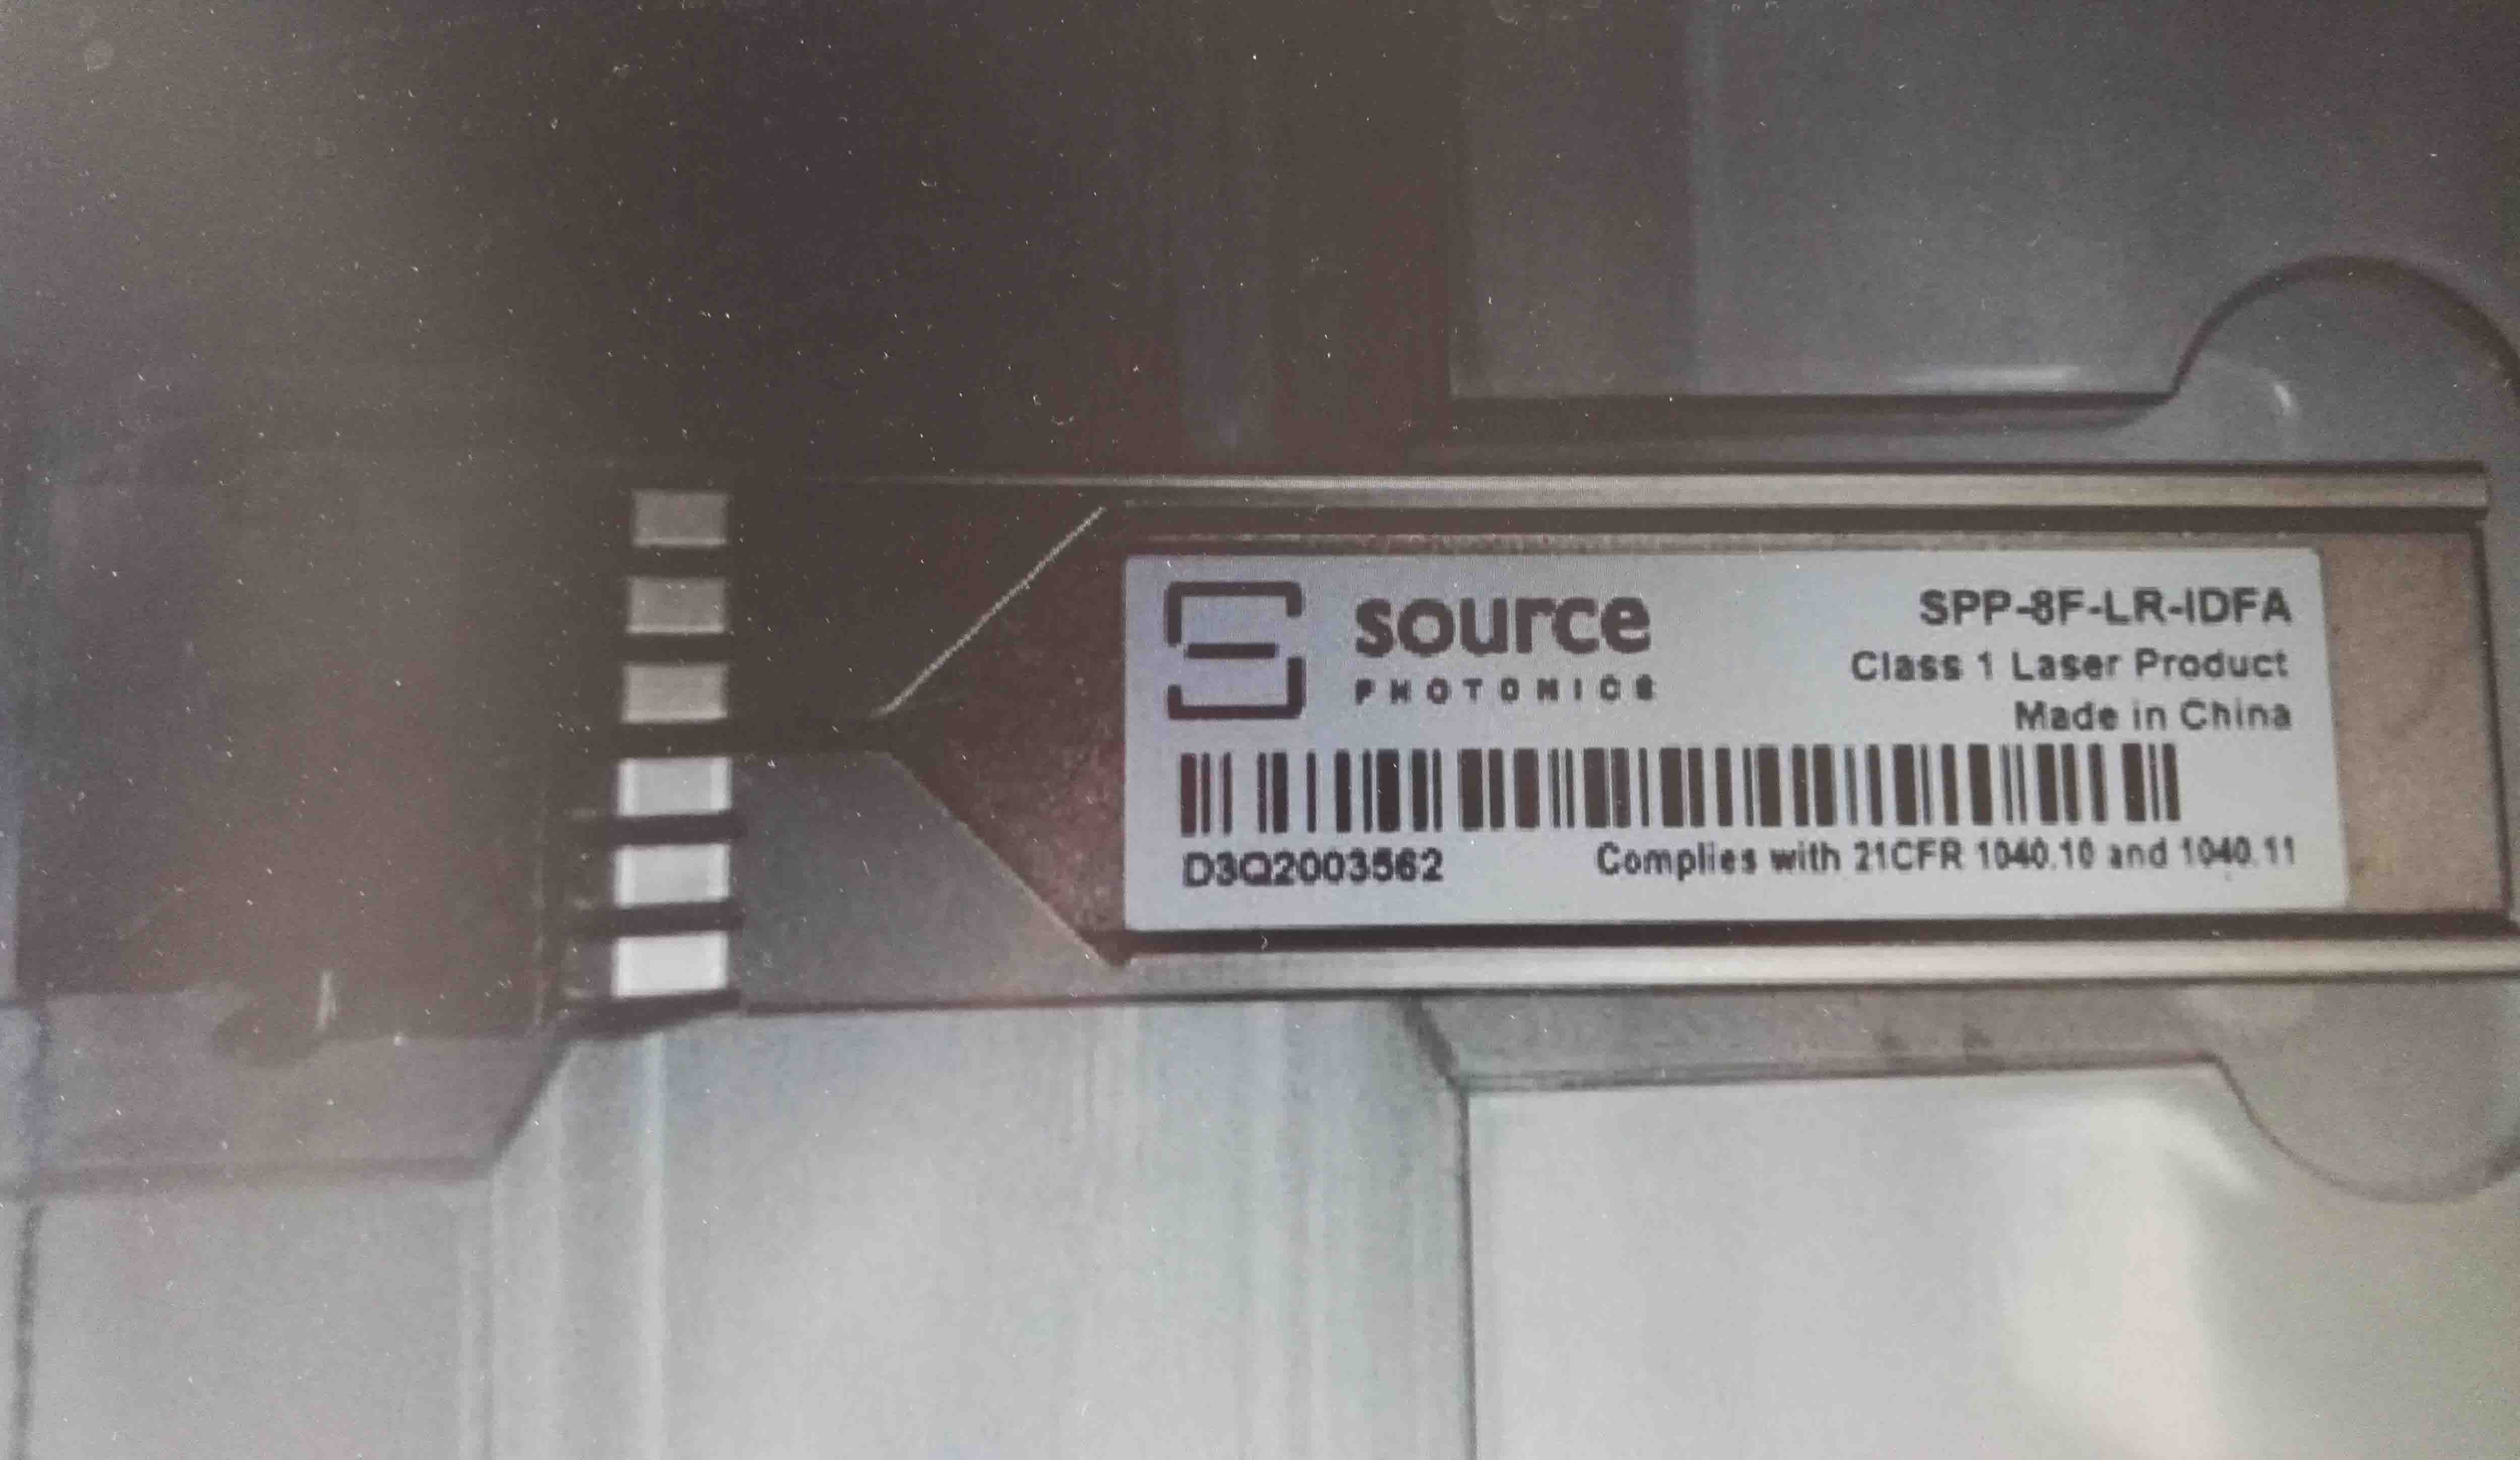 source
PHOTONICS
SPP-8F-LR-IDFA
Class 1 Laser Product
Made in China
D3Q2003562
Complies with 21CFR 1040.10 and 1040.11